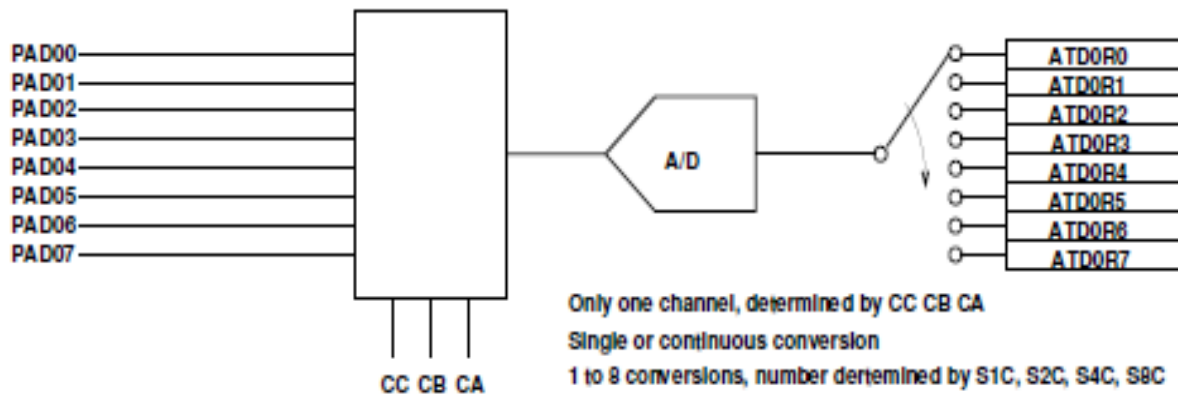 PAD00
PAD01
PAD02
PAD03
PAD04
PAD05
PAD06
PAD07
CC CB CA
A/D
ATD0R0
ATD0R1
ATD0R2
ATD0R3
ATD0R4
ATD0R5
ATD0R6
ATD0R7
Only one channel, determined by CC CB CA
Single or continuous conversion
1 to 8 conversions, number dertemined by S1C, S2C, S4C, S8C